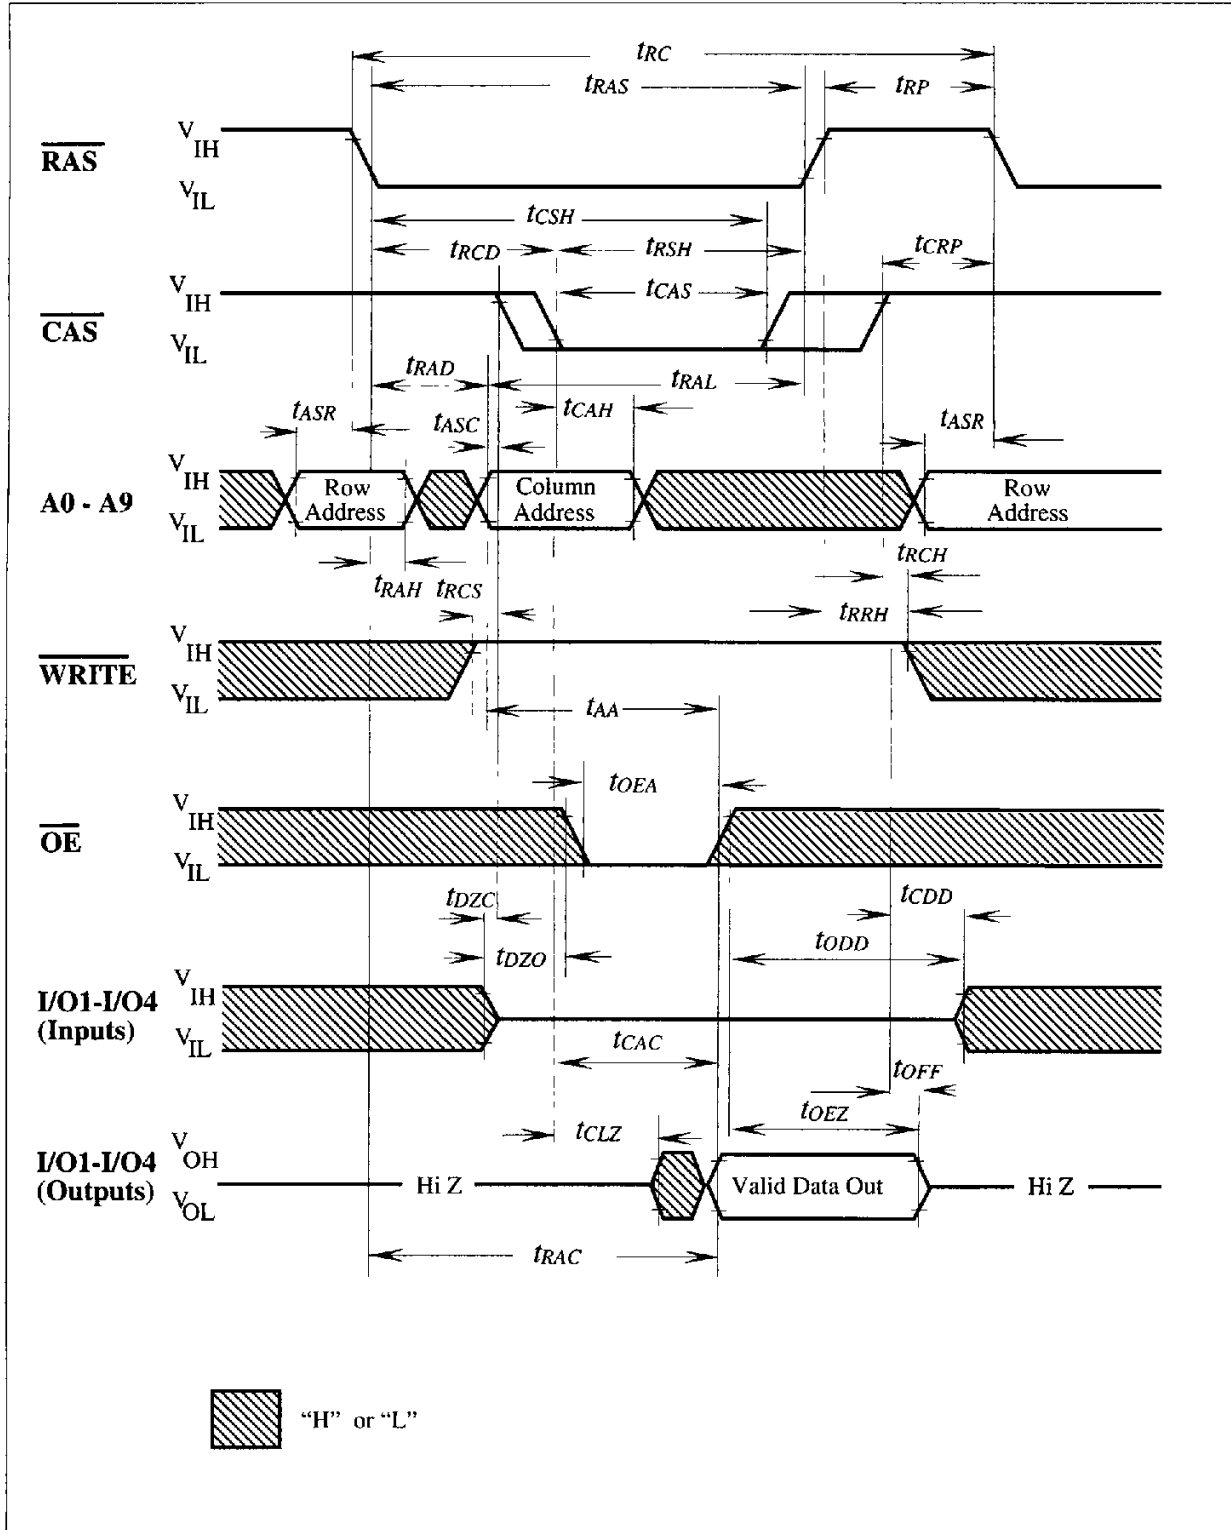 tRC
tRAS
tRP
RAS
VIH
VIL
tCSH
tRCD
tRSH
tCRP
CAS
VIH
tCAS
VIL
tRAD
tRAL
tASR
tASC
tCAH
tASR
A0 - A9
VIH
Row Address
Column Address
Row Address
VIL
tRAH
tRCS
tRCH
tRRH
WRITE
VIH
VIL
tAA
tOEA
OE
VIH
VIL
tDZC
tCDD
tDZO
tODD
I/O1-I/O4
(Inputs)
VIH
VIL
tCAC
tOFF
tCLZ
tOEZ
I/O1-I/O4
(Outputs)
VOH
VOL
Hi Z
Valid Data Out
Hi Z
tRAC
“H” or “L”